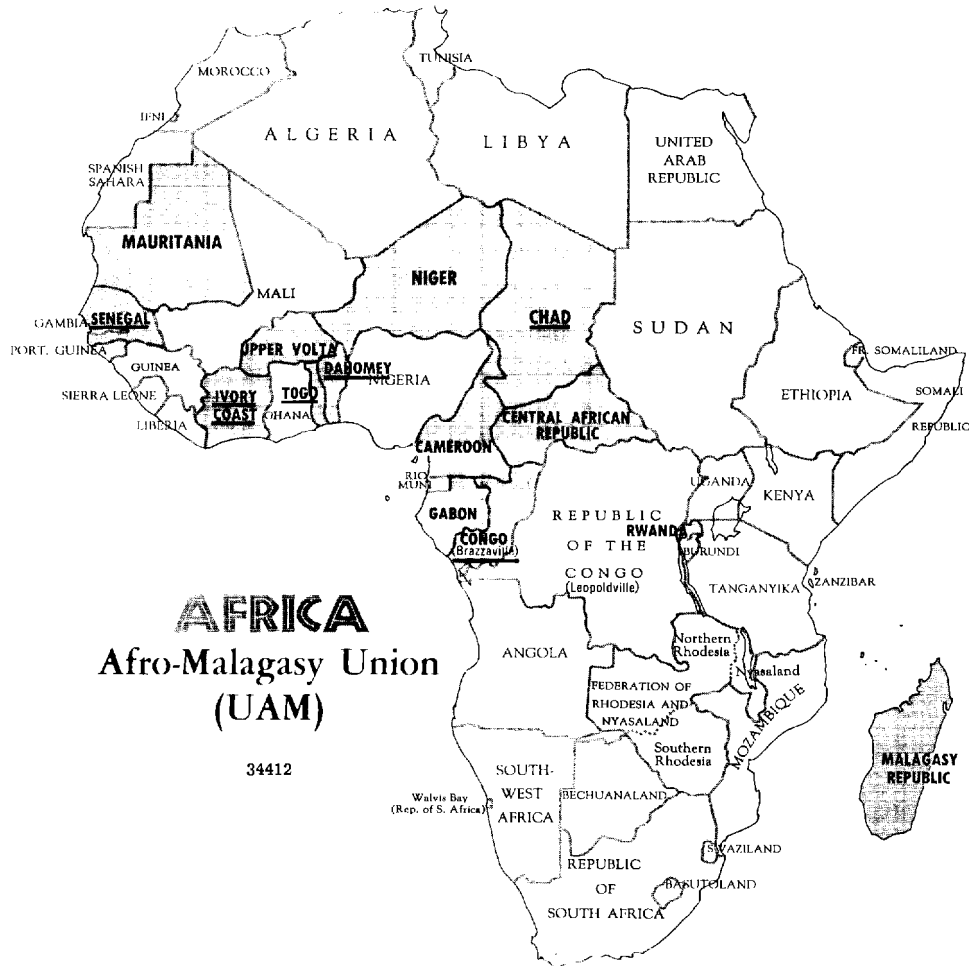 TUNISIA
MOROCCO
IFNI
ALGERIA
LIBYA
UNITED
ARAB
REPUBLIC
SPANISH
SAHARA
MAURITANIA
NIGER
MALI
CHAD
GAMBIA
SENEGAL
SUDAN
PORT. GUINEA
UPPER VOLTA
FR. SOMALILAND
GUINEA
DAHOMEY
NIGERIA
SIERRA LEONE
IVORY
COAST
TOGO
GHANA
ETHIOPIA
SOMALI
REPUBLIC
LIBERIA
CENTRAL AFRICAN
REPUBLIC
CAMEROON
RIO
MUNI
UGANDA
KENYA
GABON
REPUBLIC
OF THE
CONGO
(Leopoldville)
RWANDA
CONGO
(Brazzaville)
BURUNDI
TANGANYIKA
ZANZIBAR
AFRICA
Afro-Malagasy Union
(UAM)
34412
ANGOLA
Northern
Rhodesia
Nyasaland
FEDERATION OF
RHODESIA AND
NYASALAND
MOZAMBIQUE
Southern
Rhodesia
MALAGASY
REPUBLIC
SOUTH-
WEST
AFRICA
BECHUANALAND
Walvis Bay
(Rep. of S. Africa)
SWAZILAND
REPUBLIC
OF
SOUTH AFRICA
BASUTOLAND